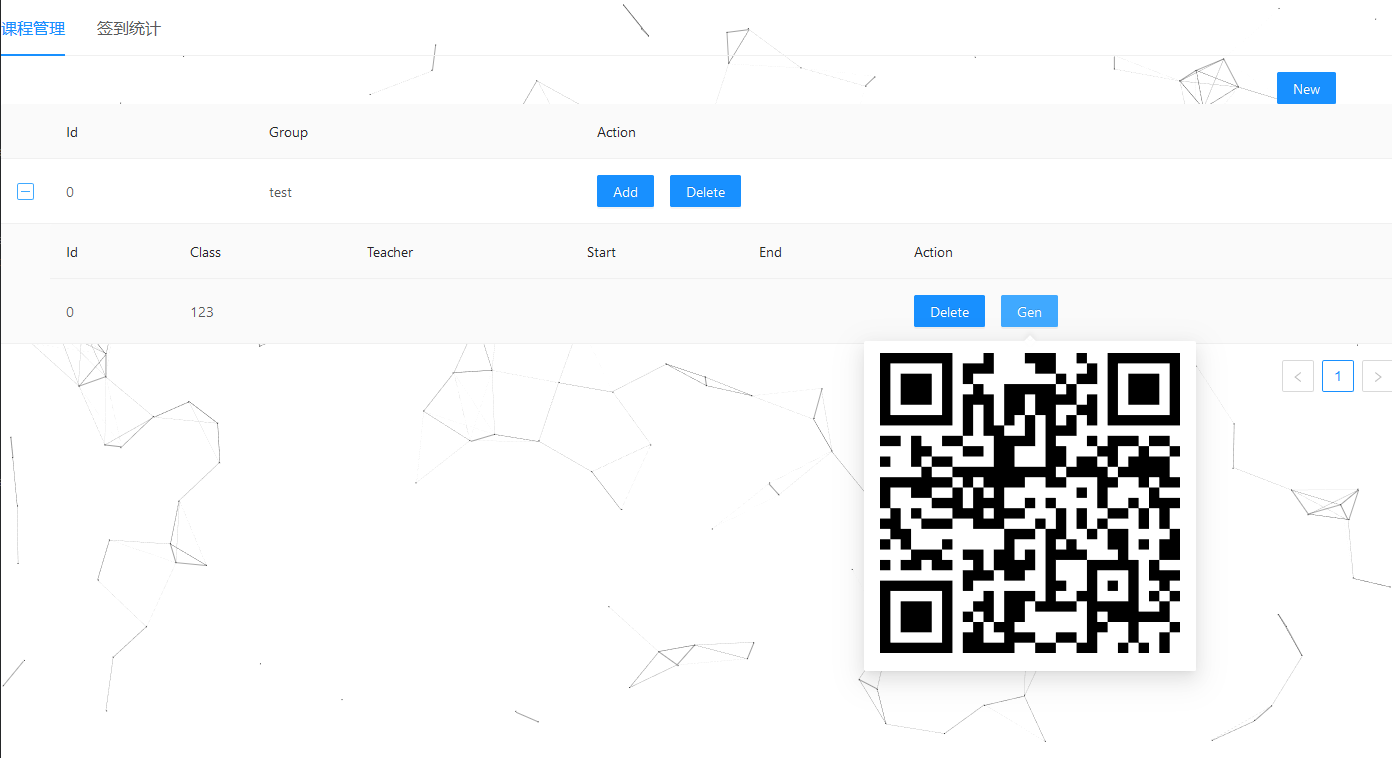 课程管理 签到统计
New
Id Group Action
0 test Add Delete
Id Class Teacher Start End Action
0 123 Delete Gen
< 1 >